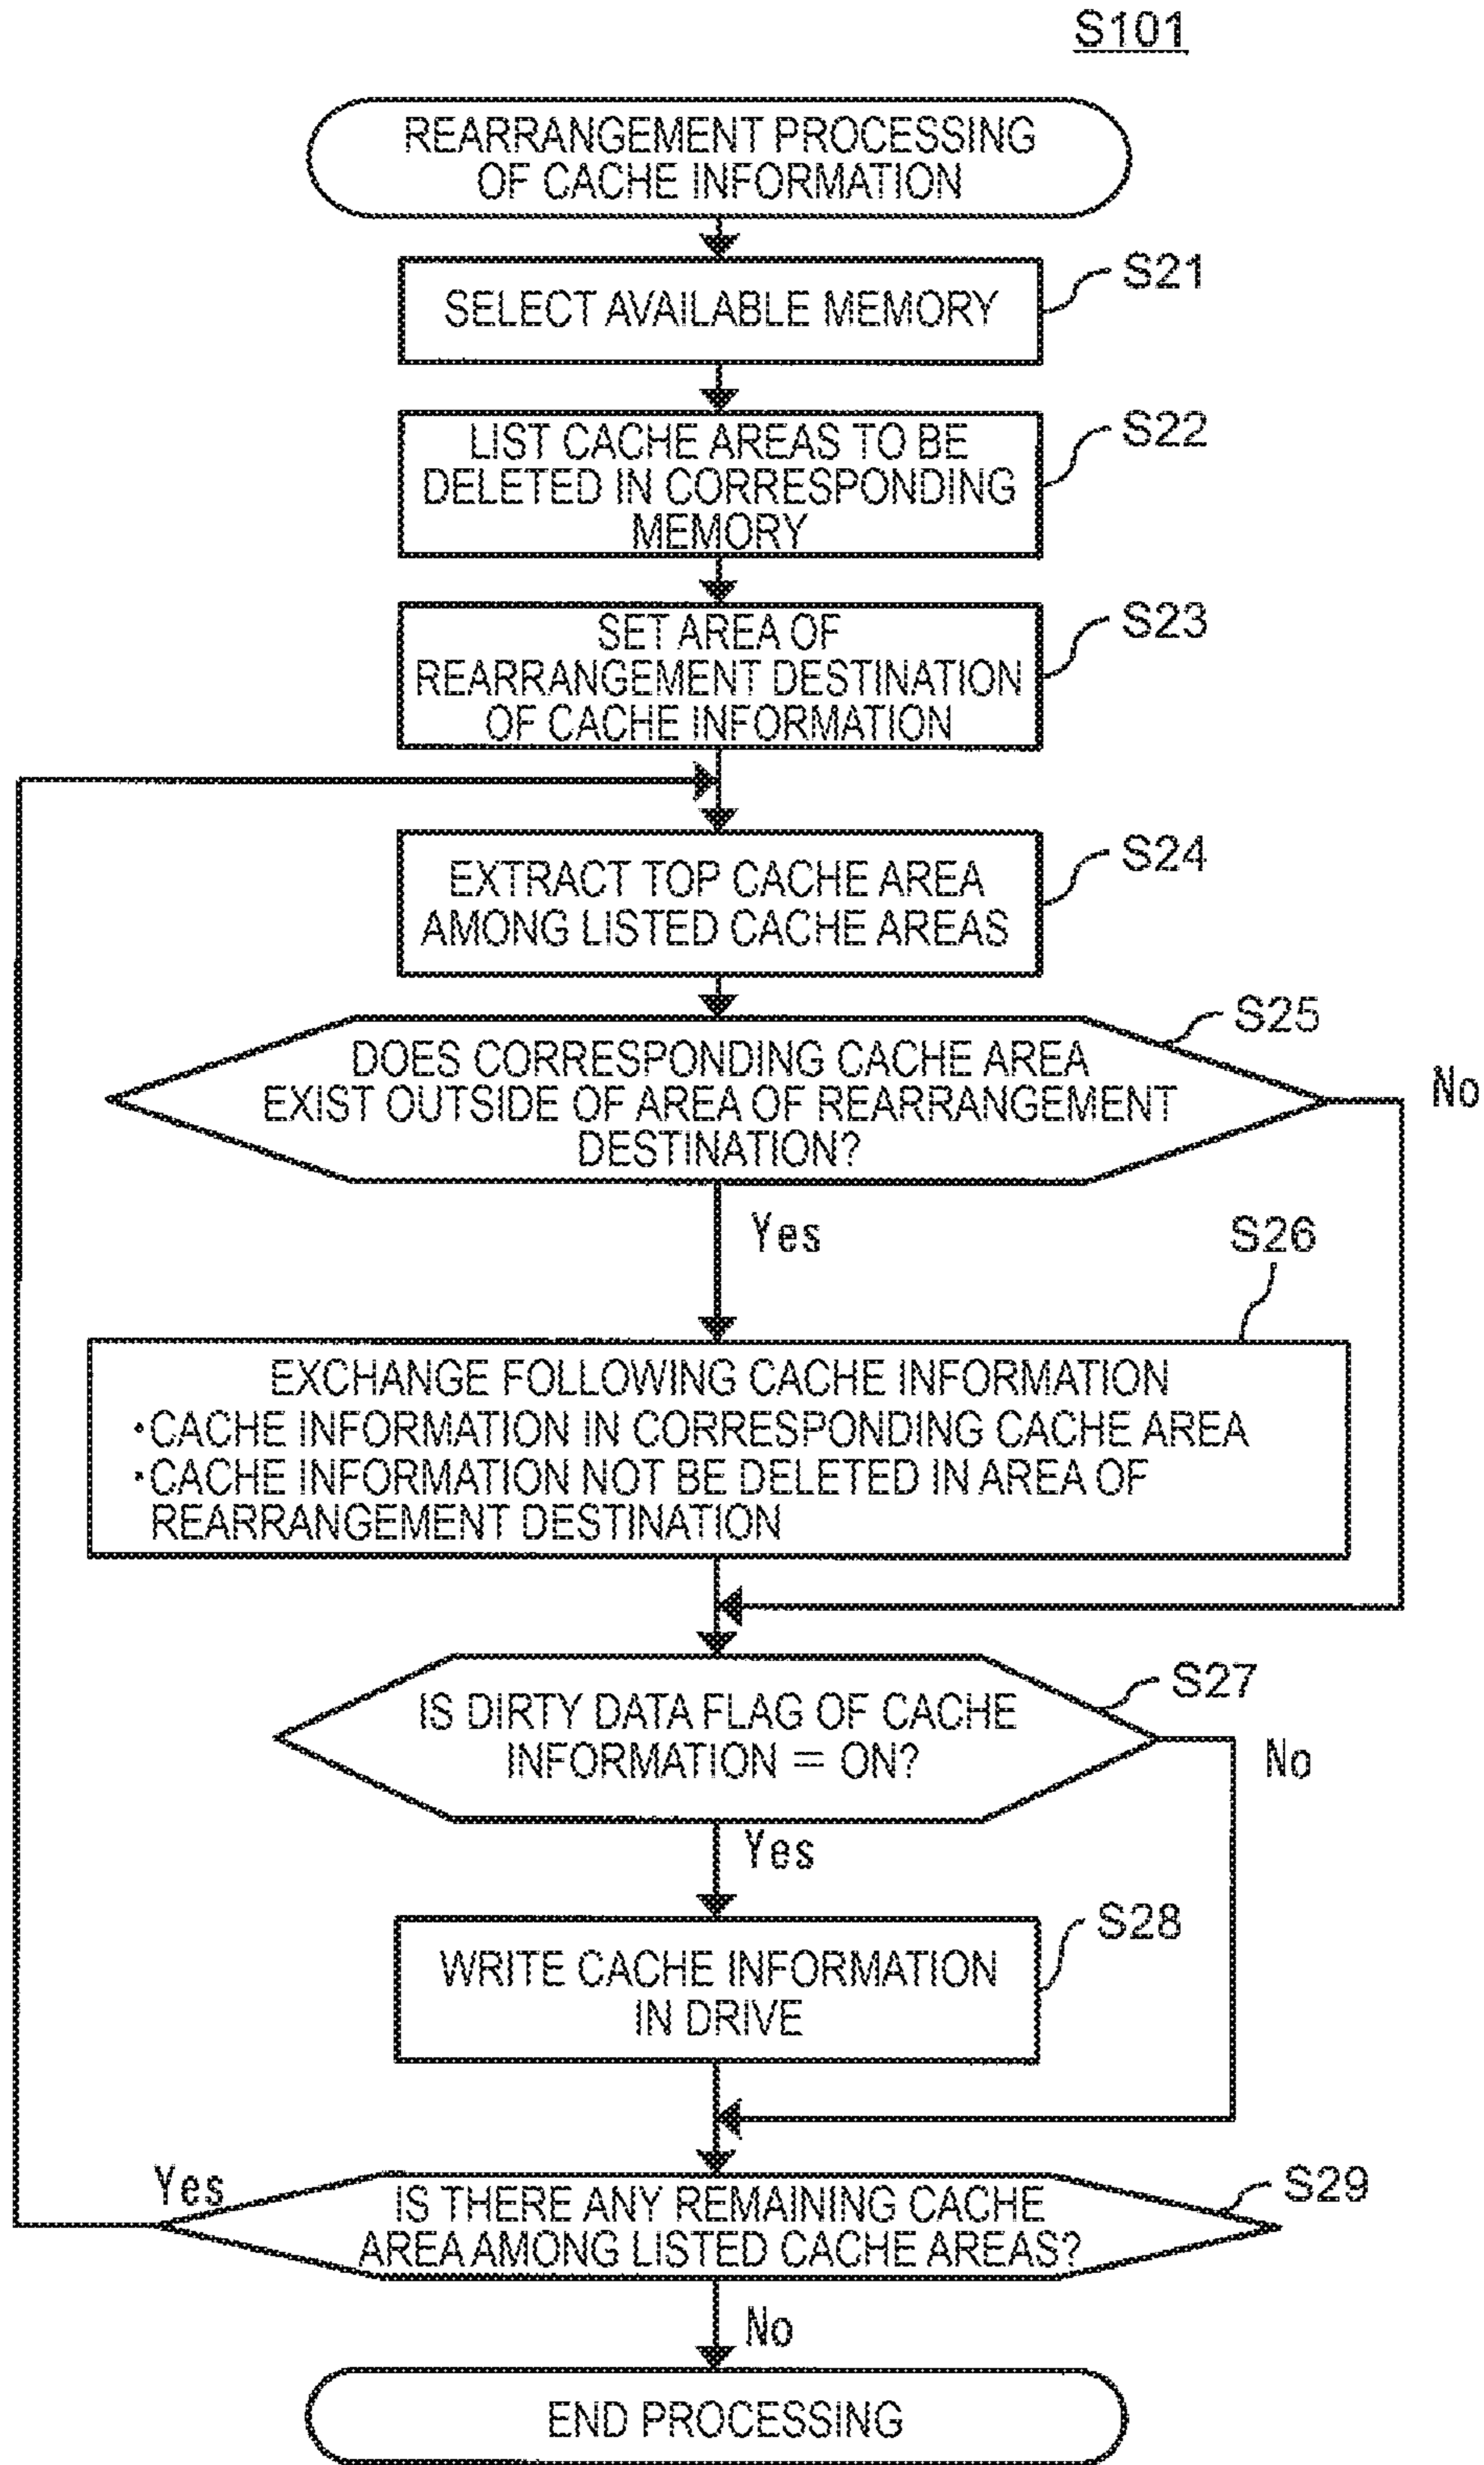 S101
REARRANGEMENT PROCESSING
OF CACHE INFORMATION
S21
SELECT AVAILABLE MEMORY
S22
LIST CACHE AREAS TO BE
DELETED IN CORRESPONDING
MEMORY
S23
SET AREA OF
REARRANGEMENT DESTINATION
OF CACHE INFORMATION
S24
EXTRACT TOP CACHE AREA
AMONG LISTED CACHE AREAS
S25
DOES CORRESPONDING CACHE AREA
EXIST OUTSIDE OF AREA OF REARRANGEMENT
DESTINATION?
No
Yes
S26
EXCHANGE FOLLOWING CACHE INFORMATION
・CACHE INFORMATION IN CORRESPONDING CACHE AREA
・CACHE INFORMATION NOT BE DELETED IN AREA OF
REARRANGEMENT DESTINATION
S27
IS DIRTY DATA FLAG OF CACHE
INFORMATION = ON?
No
Yes
S28
WRITE CACHE INFORMATION
IN DRIVE
Yes
S29
IS THERE ANY REMAINING CACHE
AREA AMONG LISTED CACHE AREAS?
No
END PROCESSING